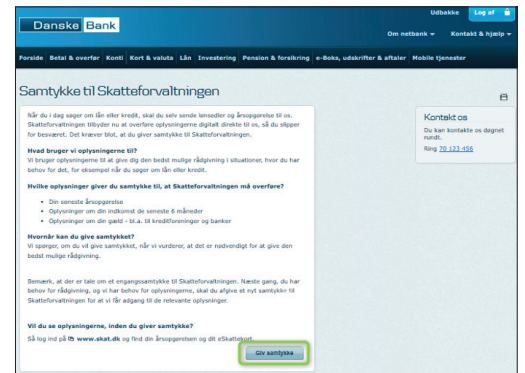 Udbakke
Log af
Danske Bank
Om netbank
Kontakt & hjælp
Forside Betal & overfør Konti Kort & valuta Lån Investering Pension & forsikring e-Boks, udskrifter & aftaler Mobile tjenester
Samtykke til Skatteforvaltningen
Når du i dag søger om lån eller kredit, skal du selv sende lønsedler og årsopgørelse til os.
Skatteforvaltningen tilbyder nu at overføre oplysningerne digitalt direkte til os, så du slipper
for besværet. Det kræver blot, at du giver samtykke til Skatteforvaltningen.
Hvad bruger vi oplysningerne til?
Vi bruger oplysningerne til at give dig den bedst mulige rådgivning i situationer, hvor du har
behov for det, for eksempel når du søger om lån eller kredit.
Hvilke oplysninger giver du samtykke til, at Skatteforvaltningen må overføre?
• Din seneste årsopgørelse
• Oplysninger om din indkomst de seneste 6 måneder
• Oplysninger om din gæld - bl.a. til kreditforeninger og banker
Hvornår kan du give samtykket?
Vi spørger, om du vil give samtykket, når vi vurderer, at det er nødvendigt for at give den
bedst mulige rådgivning.
Bemærk, at der er tale om et engangssamtykke til Skatteforvaltningen. Næste gang, du har
behov for rådgivning, og vi har behov for oplysningerne, skal du afgive et nyt samtykke til
Skatteforvaltningen for at vi får adgang til de relevante oplysninger.
Vil du se oplysningerne, inden du giver samtykke?
Så log ind på www.skat.dk og find din årsopgørelsen og dit eSkattekort.
Giv samtykke
Kontakt os
Du kan kontakte os døgnet
rundt.
Ring 70 123 456